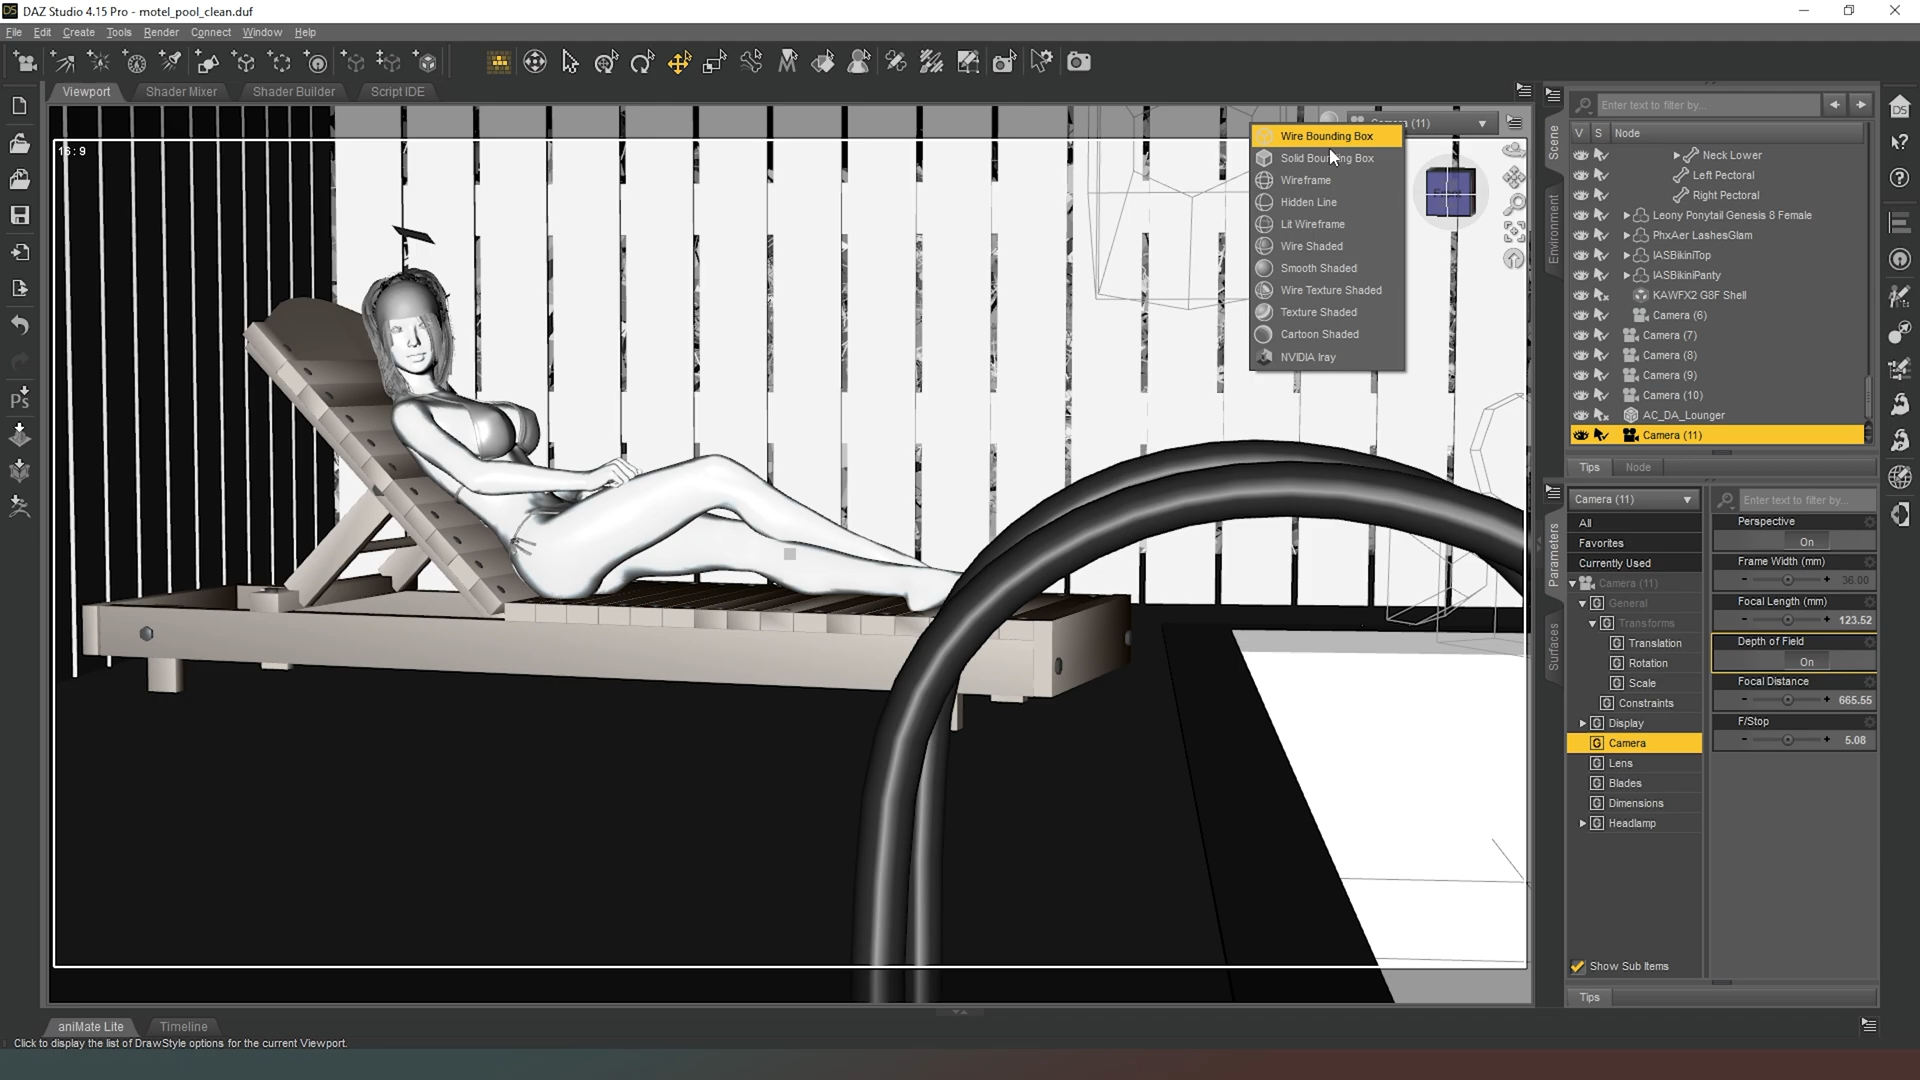 DAZ Studio 4.15 Pro - motel_pool_clean.duf
File Edit Create Tools Render Connect Window Help
Viewport Shader Mixer Shader Builder Script IDE
16:9
Camera (11)
Wire Bounding Box
Solid Bounding Box
Wireframe
Hidden Line
Lit Wireframe
Wire Shaded
Smooth Shaded
Wire Texture Shaded
Texture Shaded
Cartoon Shaded
NVIDIA Iray
Scene
Environment
Enter text to filter by...
V S Node
Neck Lower
Left Pectoral
Right Pectoral
Leony Ponytail Genesis 8 Female
PhxAer LashesGlam
IASBikiniTop
IASBikiniPanty
KAWFX2 G8F Shell
Camera (6)
Camera (7)
Camera (8)
Camera (9)
Camera (10)
AC_DA_Lounger
Camera (11)
Tips Node
Parameters
Surfaces
Camera (11)
All
Favorites
Currently Used
Camera (11)
General
Transforms
Translation
Rotation
Scale
Constraints
Display
Camera
Lens
Blades
Dimensions
Headlamp
Show Sub Items
Enter text to filter by...
Perspective
On
Frame Width (mm)
36.00
Focal Length (mm)
123.52
Depth of Field
On
Focal Distance
665.55
F/Stop
5.08
Tips
aniMate Lite Timeline
Click to display the list of DrawStyle options for the current Viewport.